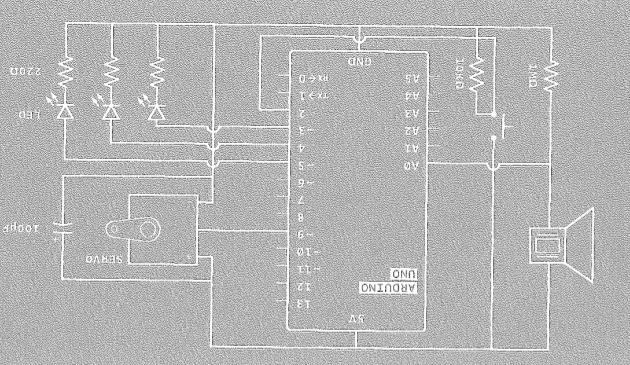 5V
ARDUINO
UNO
13
12
~11
~10
~9
8
7
~6
~5
4
~3
2
TX→1
RX←0
A0
A1
A2
A3
A4
A5
GND
SERVO
+
+
100µF
LED
220Ω
10kΩ
1MΩ